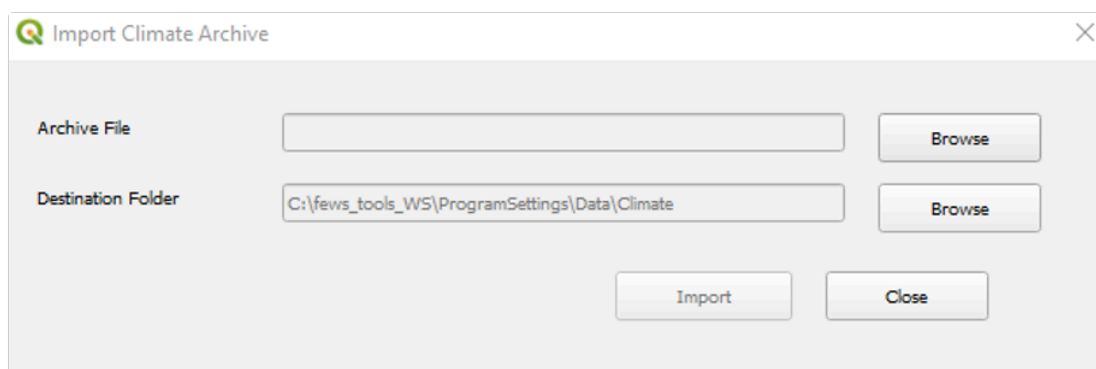 Import Climate Archive
Archive File
Browse
Destination Folder
C:\fews_tools_WS\ProgramSettings\Data\Climate
Browse
Import
Close